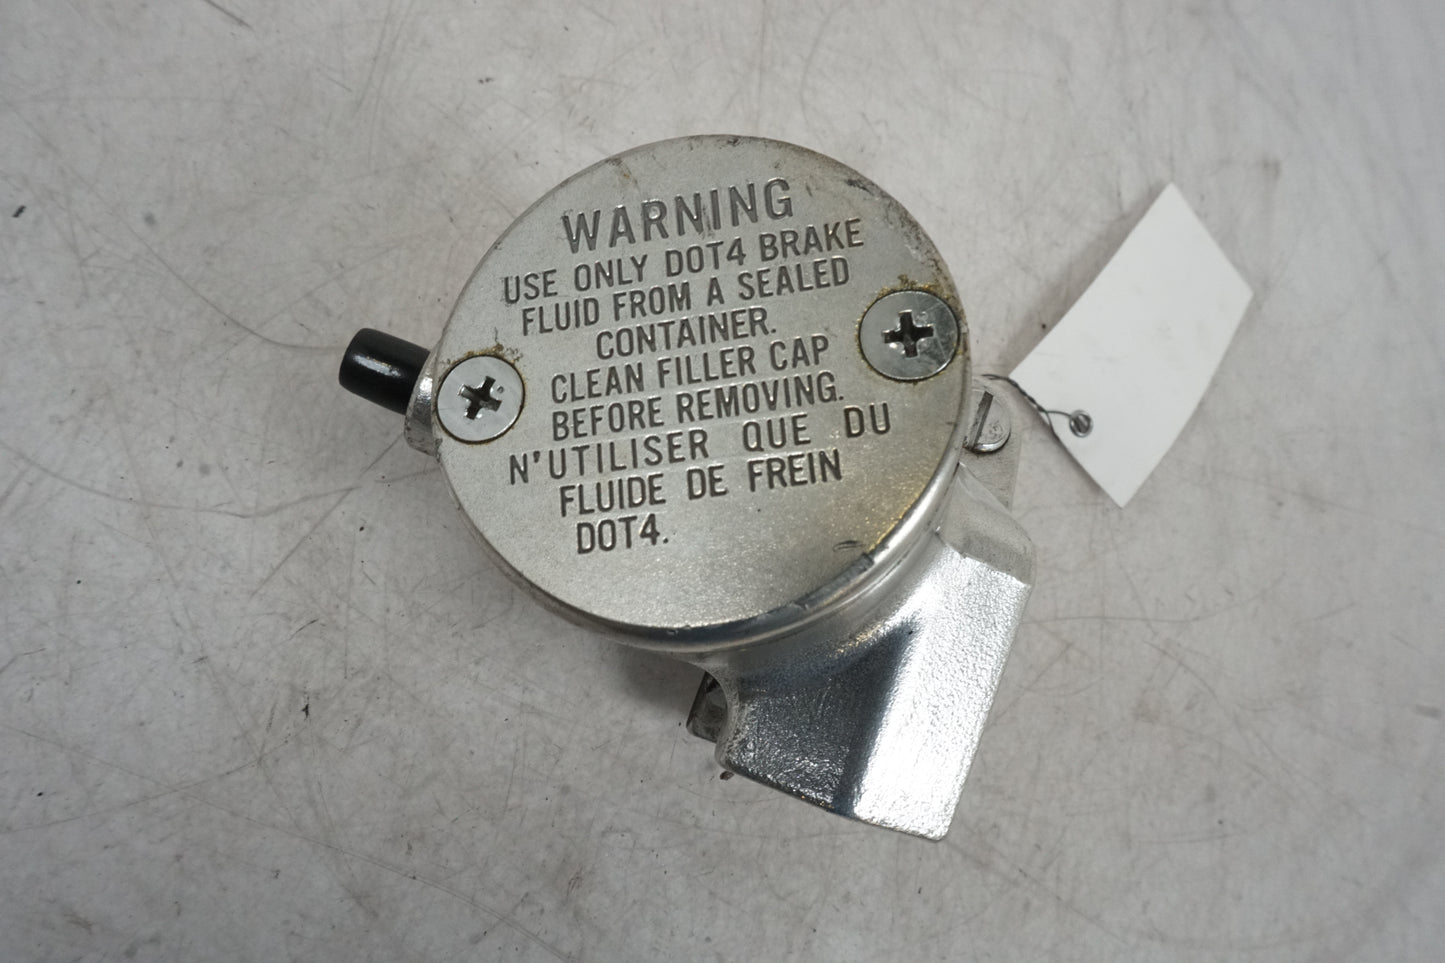 WARNING
USE ONLY DOT4 BRAKE
FLUID FROM A SEALED
CONTAINER.
CLEAN FILLER CAP
BEFORE REMOVING.
N'UTILISER QUE DU
FLUIDE DE FREIN
DOT4.